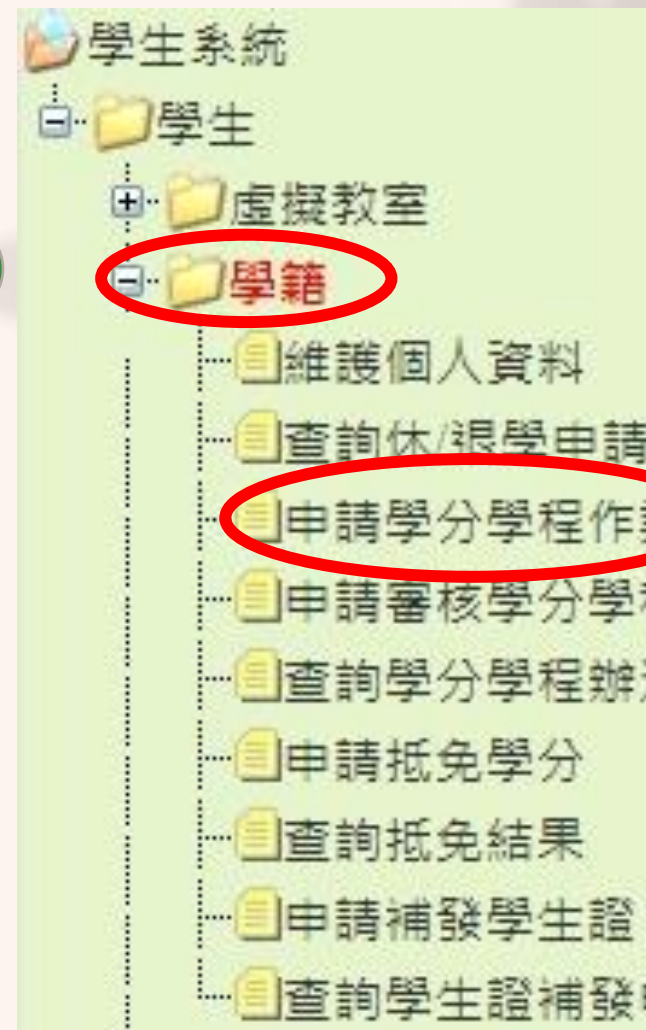 學生系統
學生
虛擬教室
學籍
維護個人資料
查詢休/退學申請
申請學分學程作
申請審核學分學
查詢學分學程辦
申請抵免學分
查詢抵免結果
申請補發學生證
查詢學生證補發